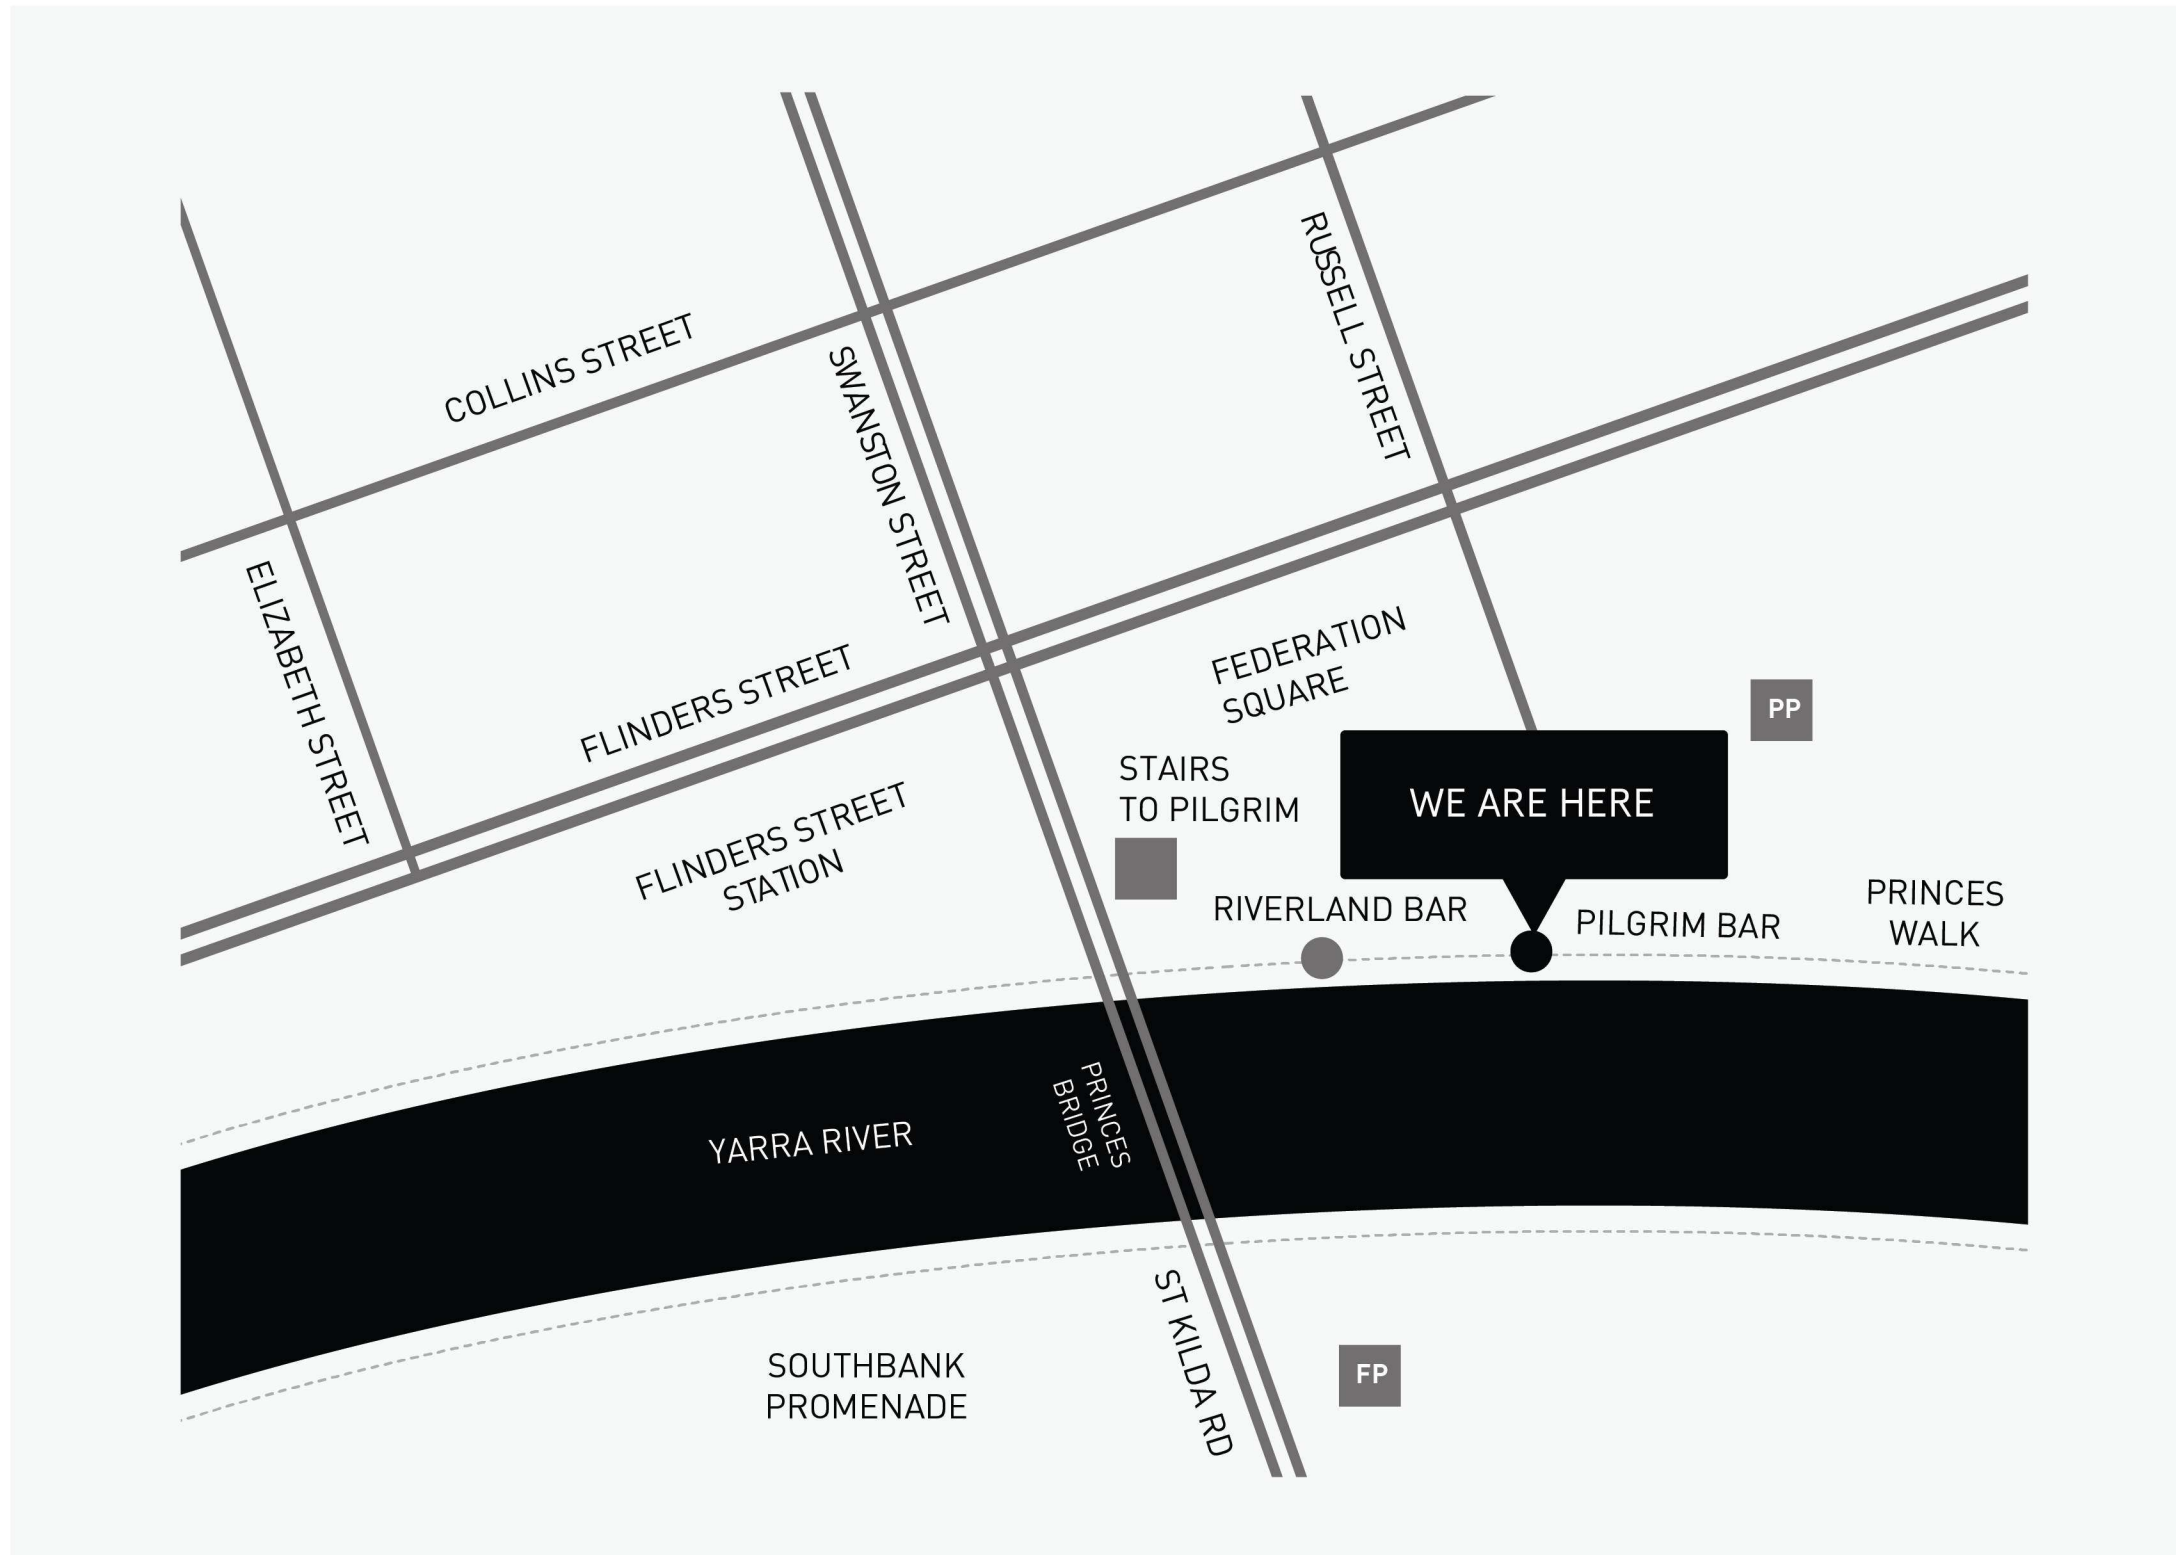 COLLINS STREET
RUSSELL STREET
SWANSTON STREET
ELIZABETH STREET
FLINDERS STREET
FEDERATION
SQUARE
PP
STAIRS
TO PILGRIM
WE ARE HERE
FLINDERS STREET
STATION
RIVERLAND BAR
PILGRIM BAR
PRINCES
WALK
PRINCES
BRIDGE
YARRA RIVER
ST KILDA RD
SOUTHBANK
PROMENADE
FP